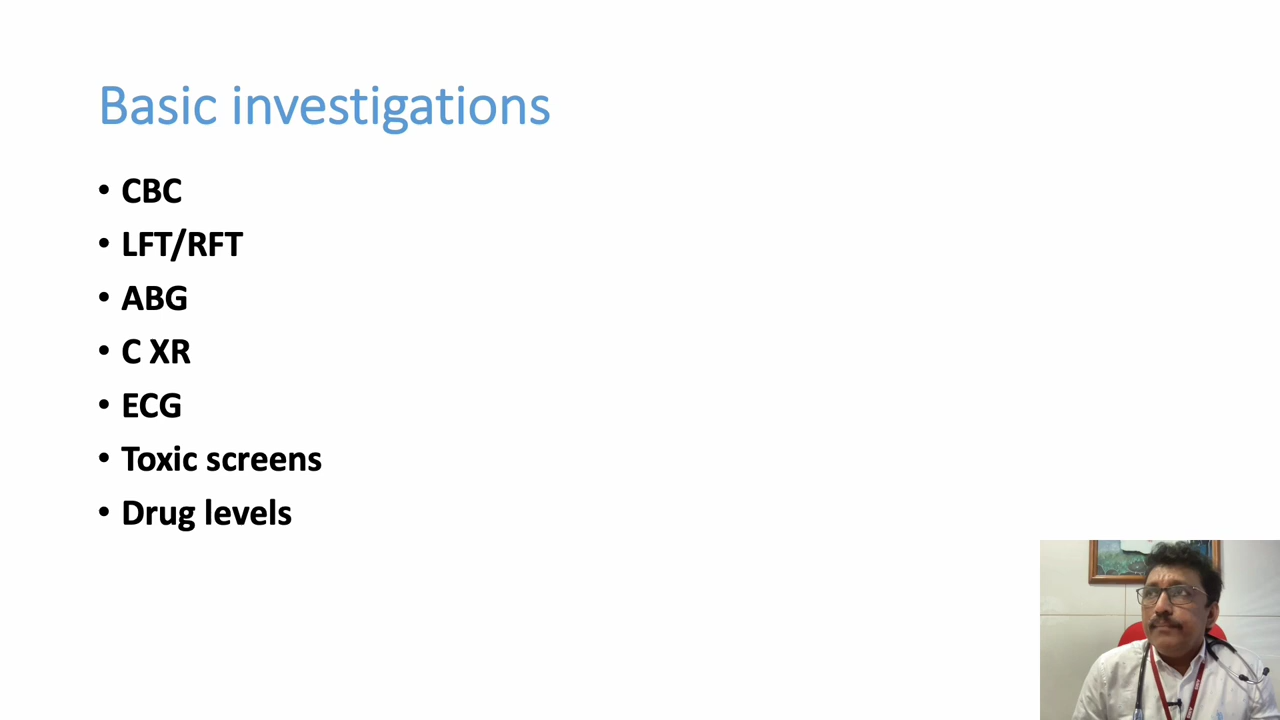 Basic investigations
• CBC
• LFT/RFT
• ABG
• C XR
• ECG
• Toxic screens
• Drug levels